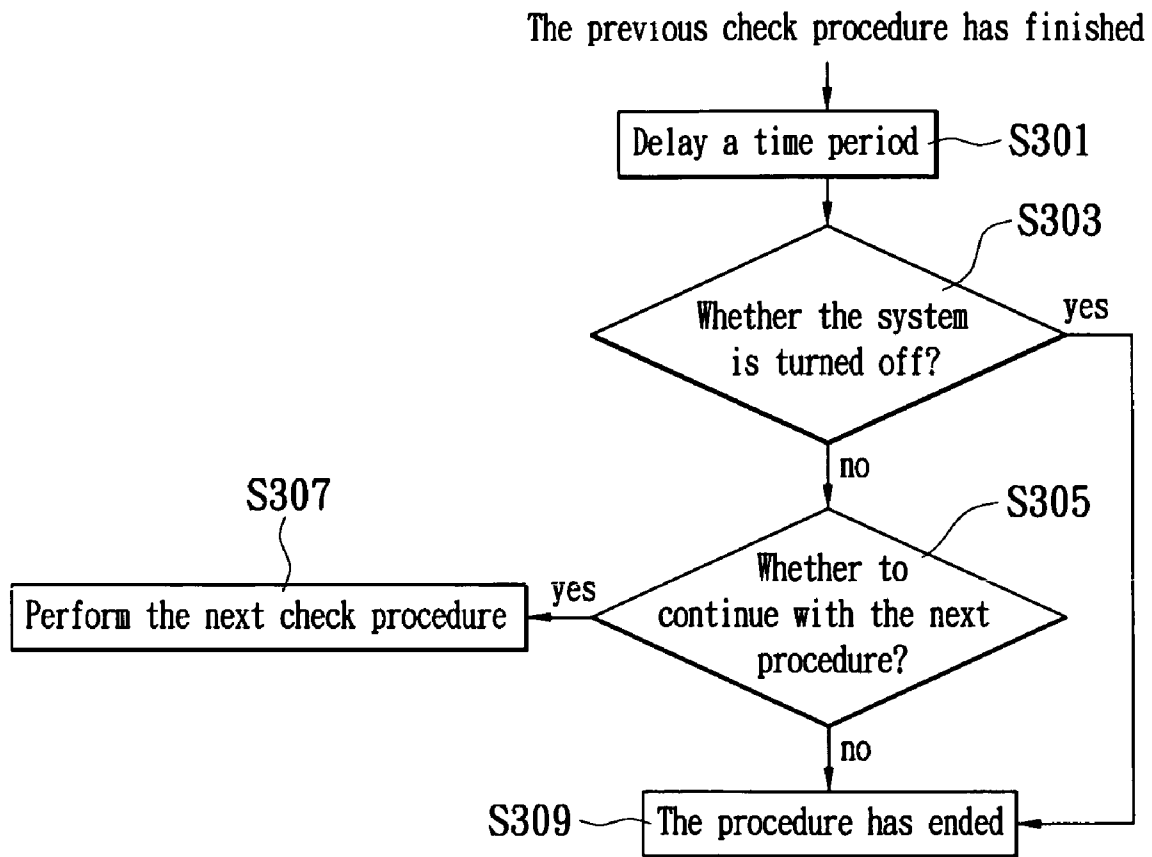 The previous check procedure has finished
Delay a time period
S301
S303
Whether the system
is turned off?
yes
no
S307
S305
Perform the next check procedure
yes
Whether to
continue with the next
procedure?
no
S309
The procedure has ended